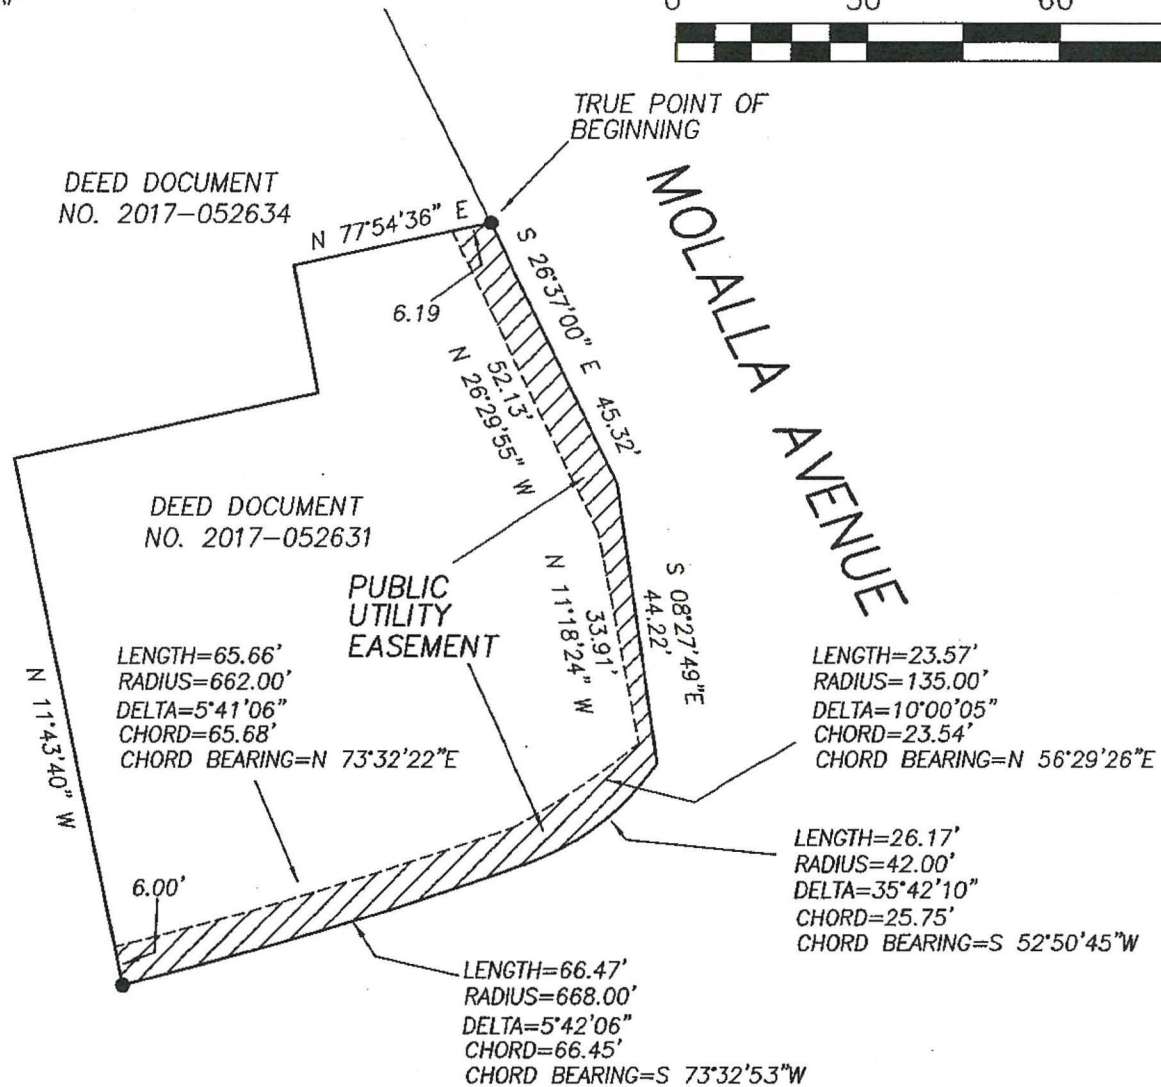 0 30 60
TRUE POINT OF
BEGINNING
DEED DOCUMENT
NO. 2017-052634
N 77°54'36" E
S 26°37'00" E 45.32'
MOLALLA AVENUE
6.19
52.13'
N 26°29'55" W
DEED DOCUMENT
NO. 2017-052631
PUBLIC
UTILITY
EASEMENT
S 08°27'49"E
44.22'
33.91'
N 11°18'24" W
N 11°43'40" W
LENGTH=65.66'
RADIUS=662.00'
DELTA=5°41'06"
CHORD=65.68'
CHORD BEARING=N 73°32'22"E
LENGTH=23.57'
RADIUS=135.00'
DELTA=10°00'05"
CHORD=23.54'
CHORD BEARING=N 56°29'26"E
6.00'
LENGTH=26.17'
RADIUS=42.00'
DELTA=35°42'10"
CHORD=25.75'
CHORD BEARING=S 52°50'45"W
LENGTH=66.47'
RADIUS=668.00'
DELTA=5°42'06"
CHORD=66.45'
CHORD BEARING=S 73°32'53"W